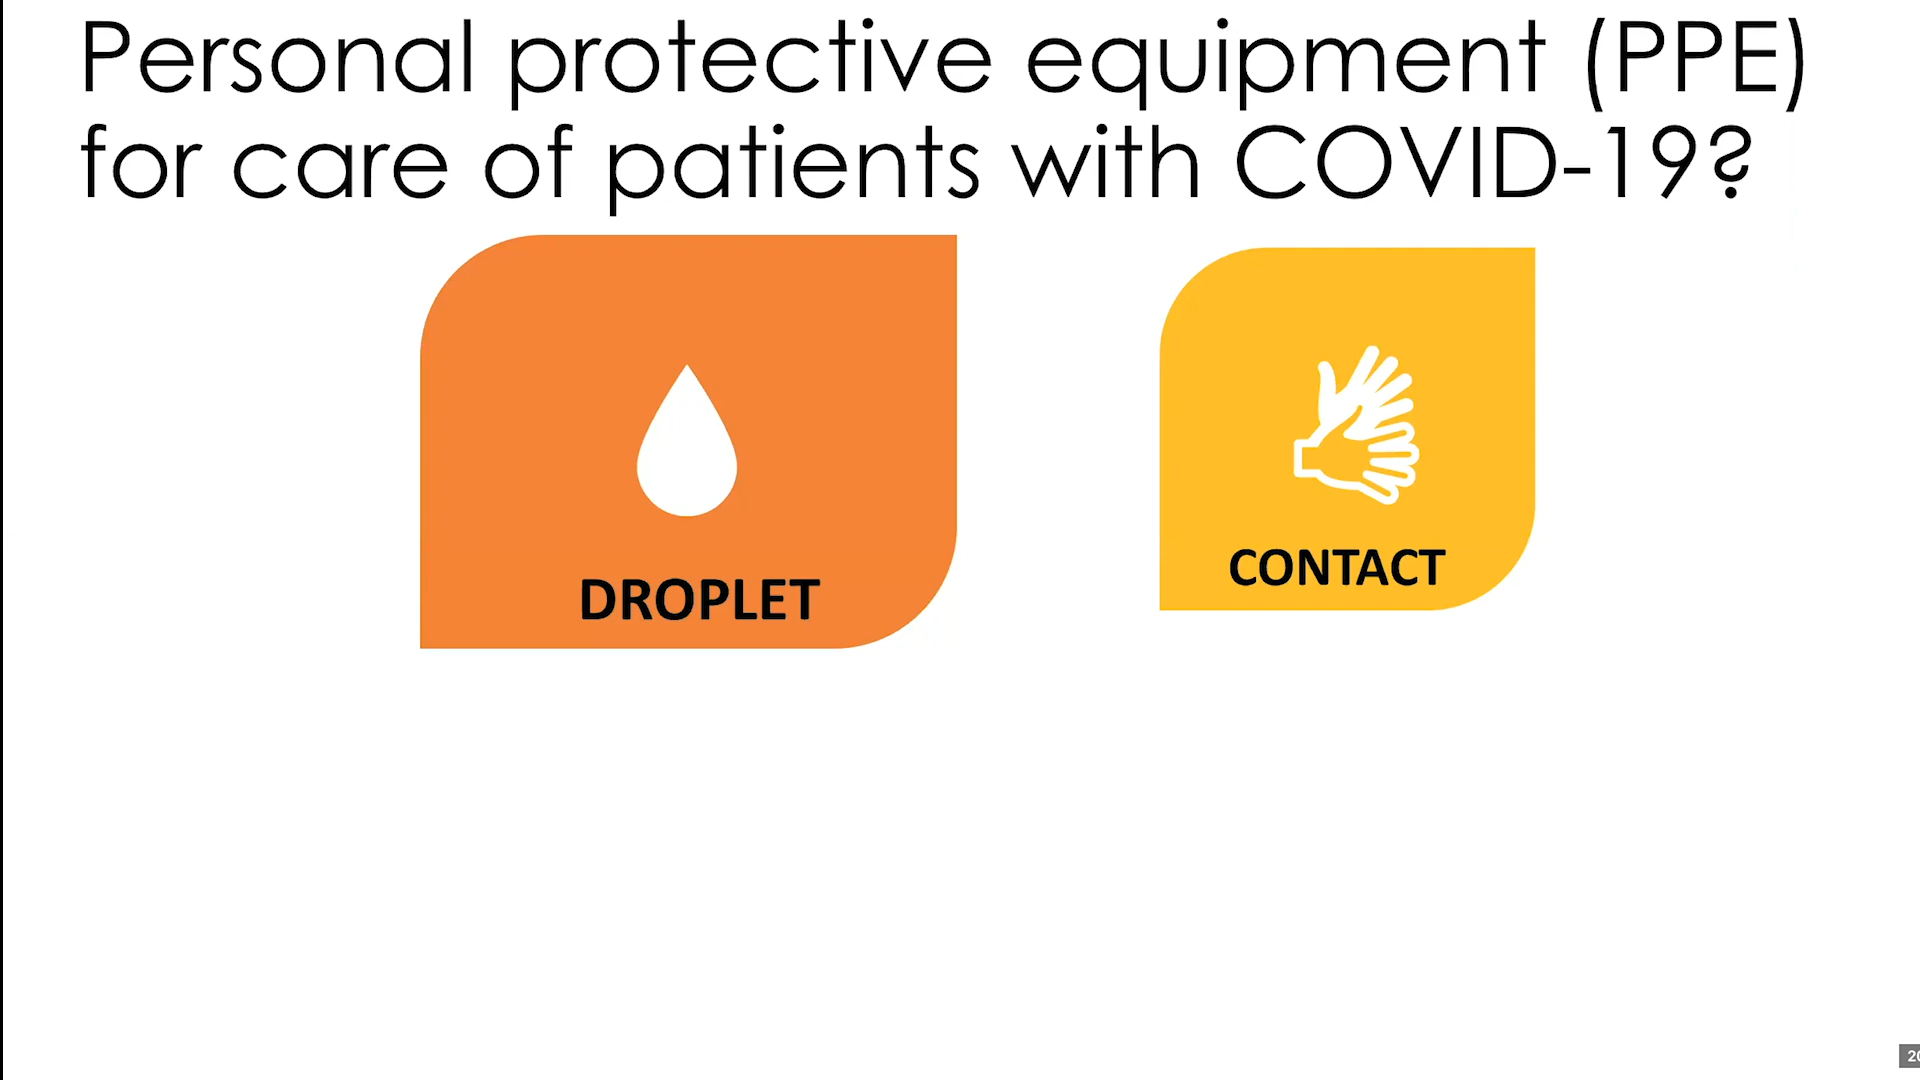 Personal protective equipment (PPE)
for care of patients with COVID-19?
DROPLET
CONTACT